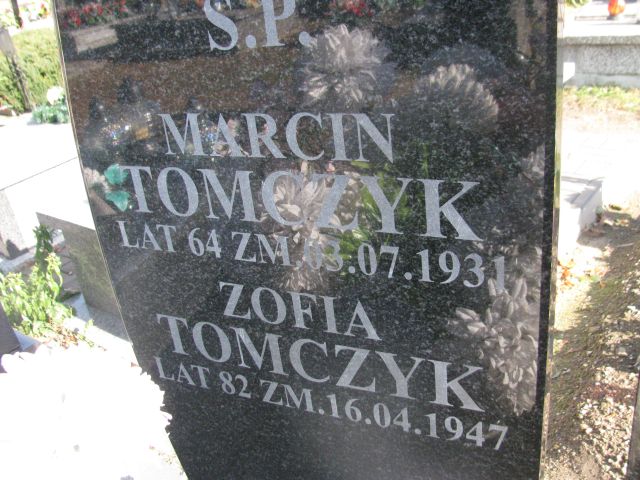 S.P.
MARCIN
TOMCZYK
LAT 64 ZM.03.07.1931
ZOFIA
TOMCZYK
LAT 82 ZM.16.04.1947